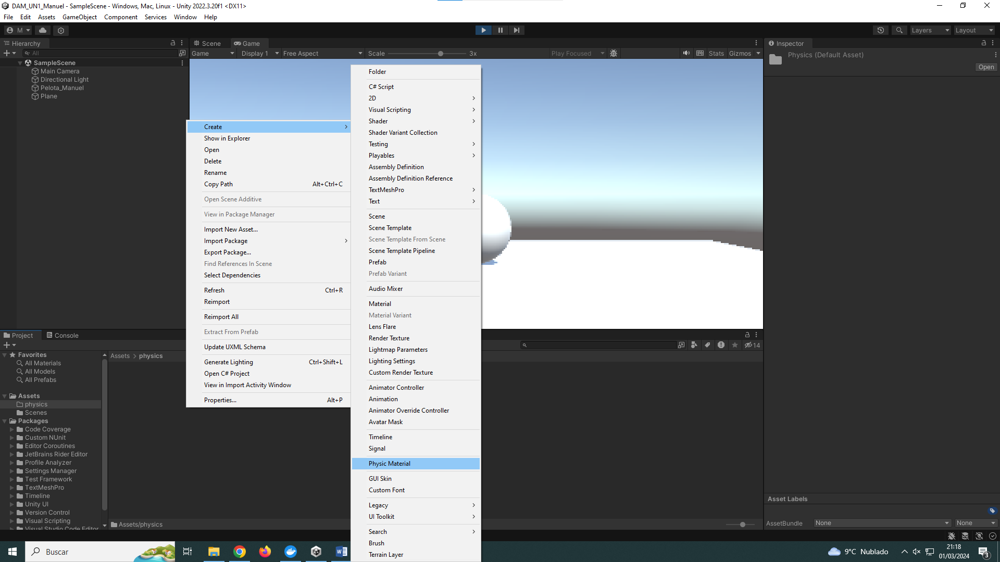 DAM_UN1_Manuel - SampleScene - Windows, Mac, Linux - Unity 2022.3.20f1 <DX11>
File Edit Assets GameObject Component Services Window Help
M Layers Layout
Hierarchy Scene Game Inspector
All Game Display 1 Free Aspect Scale 3x Play Focused Stats Gizmos
Physics (Default Asset)
Open
SampleScene
Main Camera
Directional Light
Pelota_Manuel
Plane
Create
Show in Explorer
Open
Delete
Rename
Copy Path Alt+Ctrl+C
Open Scene Additive
View in Package Manager
Import New Asset...
Import Package
Export Package...
Find References In Scene
Select Dependencies
Refresh Ctrl+R
Reimport
Reimport All
Extract From Prefab
Update UXML Schema
Generate Lighting Ctrl+Shift+L
Open C# Project
View in Import Activity Window
Properties... Alt+P
Folder
C# Script
2D
Visual Scripting
Shader
Shader Variant Collection
Testing
Playables
Assembly Definition
Assembly Definition Reference
TextMeshPro
Text
Scene
Scene Template
Scene Template From Scene
Scene Template Pipeline
Prefab
Prefab Variant
Audio Mixer
Material
Material Variant
Lens Flare
Render Texture
Lightmap Parameters
Lighting Settings
Custom Render Texture
Animator Controller
Animation
Animator Override Controller
Avatar Mask
Timeline
Signal
Physic Material
GUI Skin
Custom Font
Legacy
UI Toolkit
Search
Brush
Terrain Layer
Project Console
14
Favorites
All Materials
All Models
All Prefabs
Assets
physics
Scenes
Packages
Code Coverage
Custom NUnit
Editor Coroutines
JetBrains Rider Editor
Profile Analyzer
Settings Manager
Test Framework
TextMeshPro
Timeline
Unity UI
Version Control
Visual Scripting
Visual Studio Code Editor
Assets > physics
Assets/physics
Asset Labels
AssetBundle None None
Buscar
9°C Nublado
21:18
01/03/2024
3